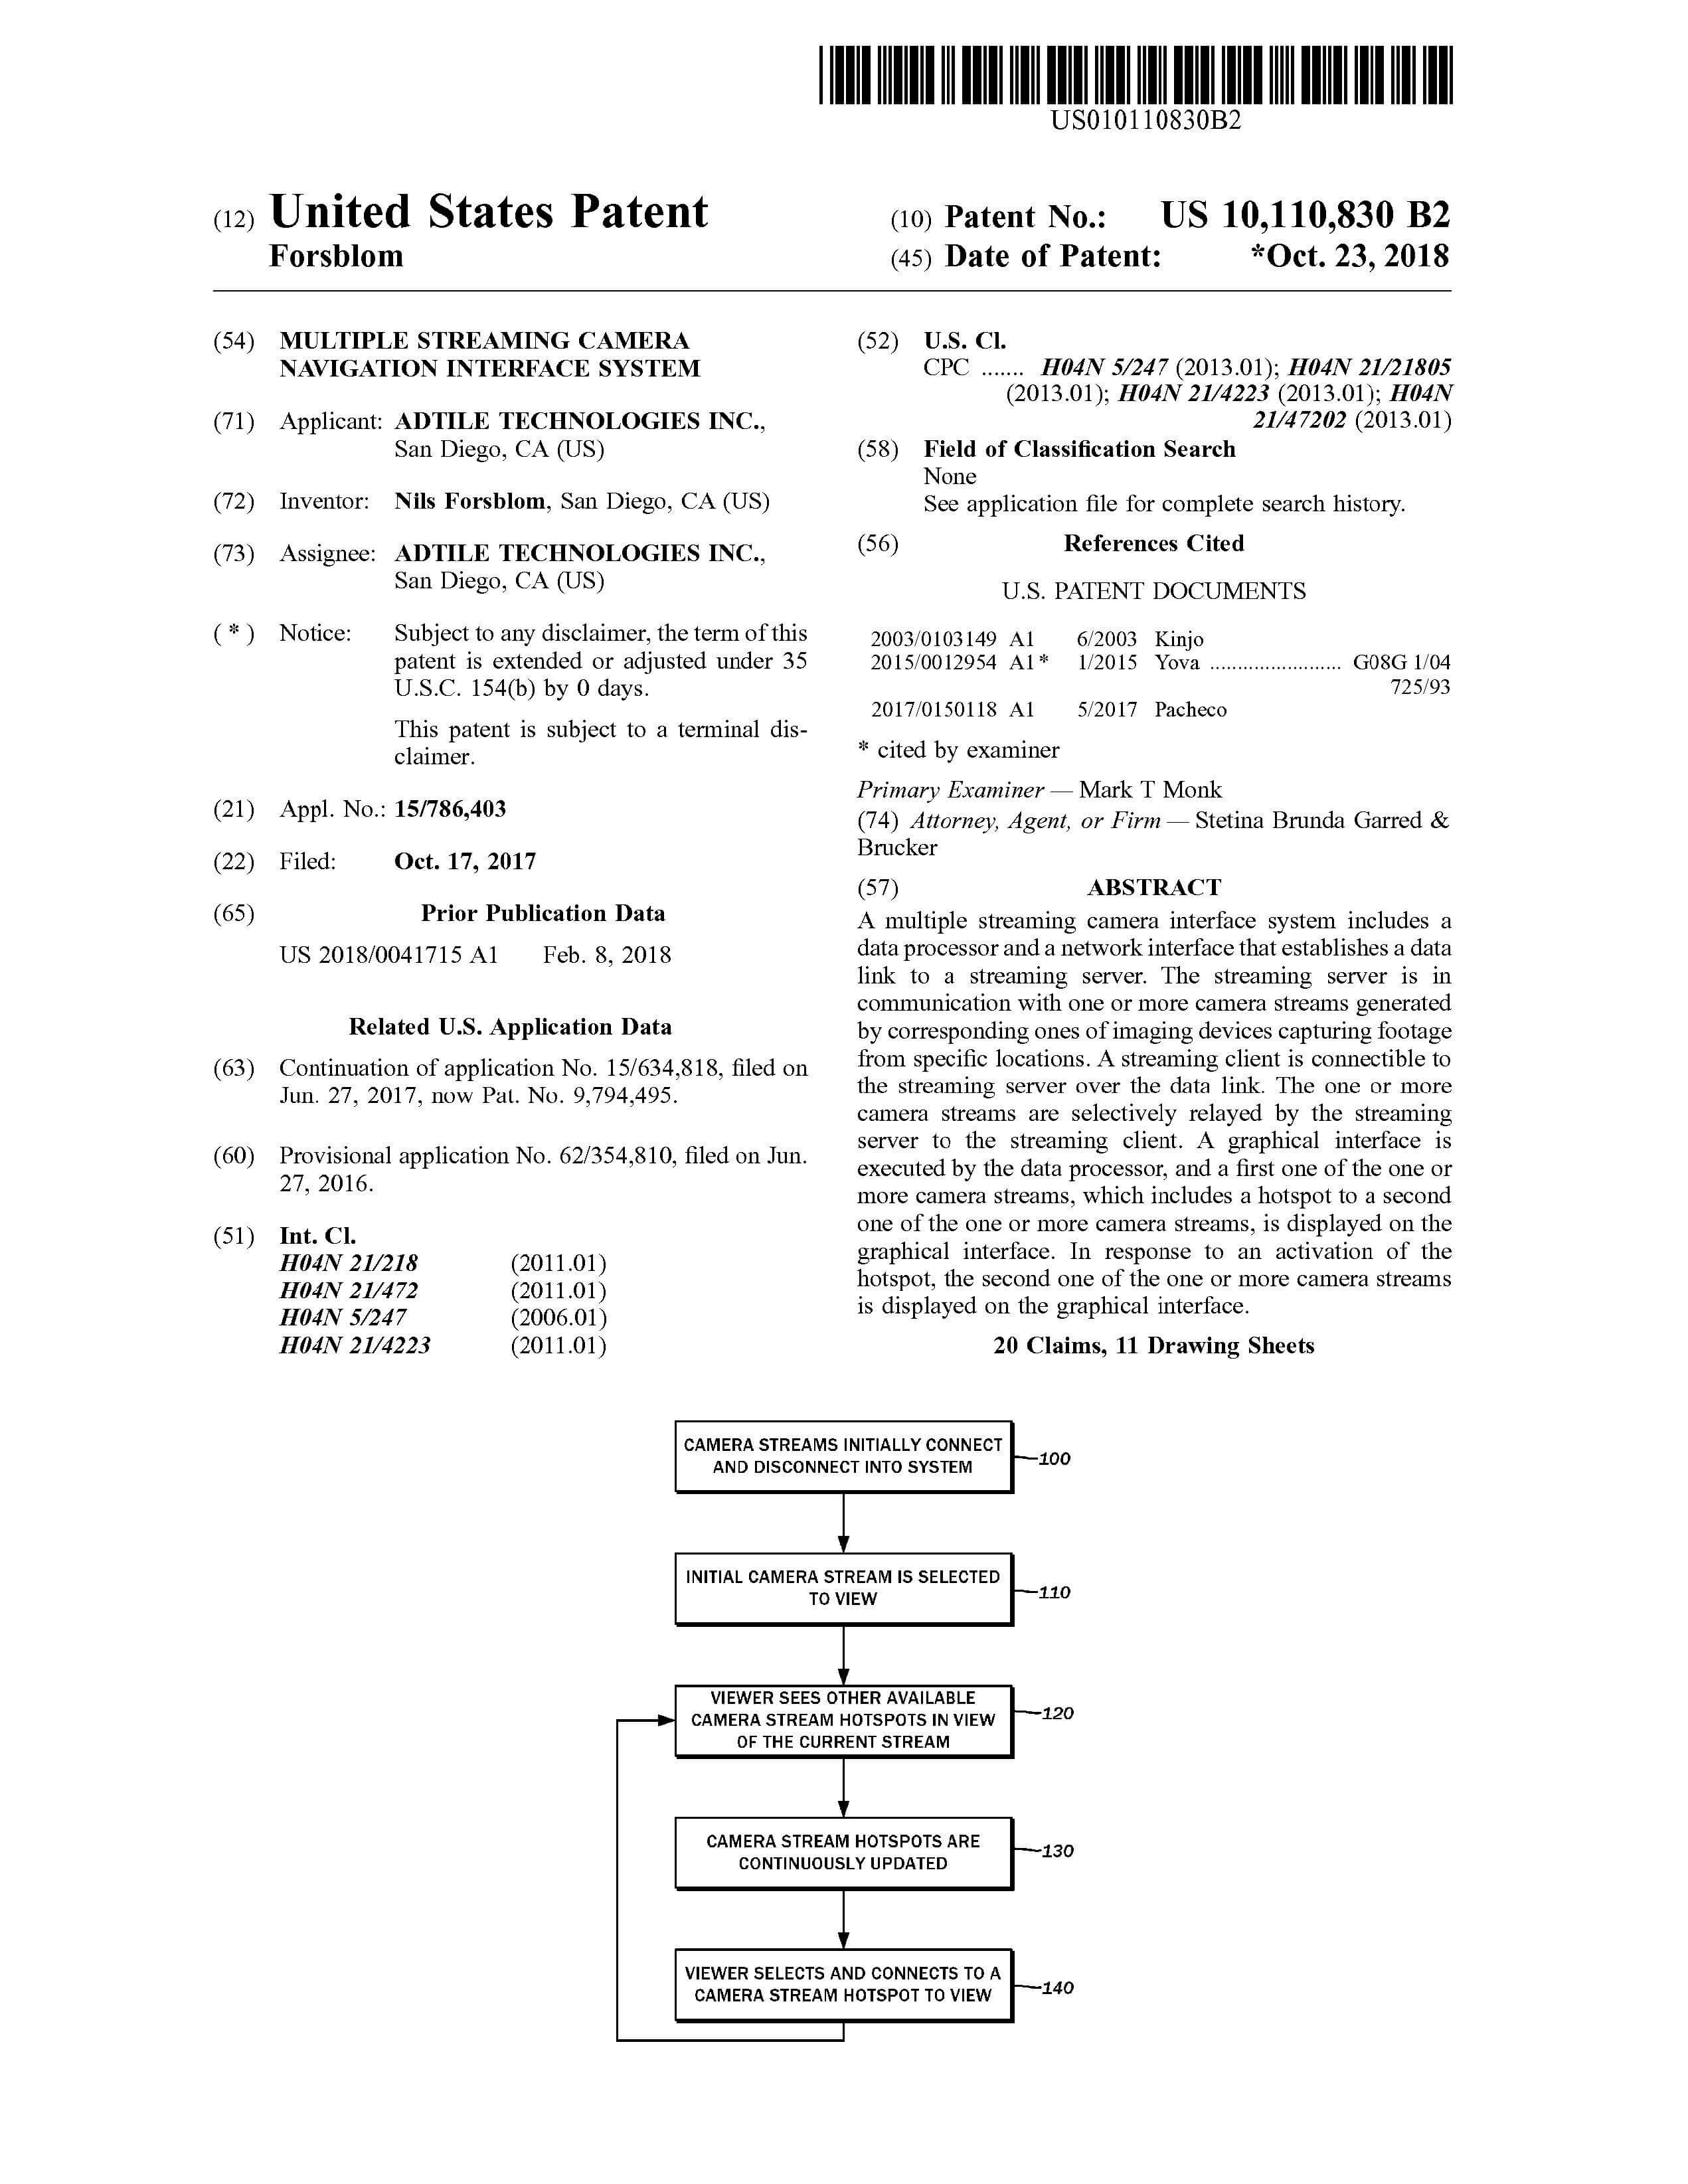 US010110830B2
(12) United States Patent
Forsblom
(10) Patent No.: US 10,110,830 B2
(45) Date of Patent: *Oct. 23, 2018
(54) MULTIPLE STREAMING CAMERA
NAVIGATION INTERFACE SYSTEM
(71) Applicant: ADTILE TECHNOLOGIES INC.,
San Diego, CA (US)
(72) Inventor: Nils Forsblom, San Diego, CA (US)
(73) Assignee: ADTILE TECHNOLOGIES INC.,
San Diego, CA (US)
( * ) Notice: Subject to any disclaimer, the term of this
patent is extended or adjusted under 35
U.S.C. 154(b) by 0 days.
This patent is subject to a terminal dis-
claimer.
(21) Appl. No.: 15/786,403
(22) Filed: Oct. 17, 2017
(65) Prior Publication Data
US 2018/0041715 A1 Feb. 8, 2018
Related U.S. Application Data
(63) Continuation of application No. 15/634,818, filed on
Jun. 27, 2017, now Pat. No. 9,794,495.
(60) Provisional application No. 62/354,810, filed on Jun.
27, 2016.
(51) Int. Cl.
H04N 21/218 (2011.01)
H04N 21/472 (2011.01)
H04N 5/247 (2006.01)
H04N 21/4223 (2011.01)
(52) U.S. Cl.
CPC ....... H04N 5/247 (2013.01); H04N 21/21805
(2013.01); H04N 21/4223 (2013.01); H04N
21/47202 (2013.01)
(58) Field of Classification Search
None
See application file for complete search history.
(56) References Cited
U.S. PATENT DOCUMENTS
2003/0103149 A1 6/2003 Kinjo
2015/0012954 A1* 1/2015 Yova ........................ G08G 1/04
725/93
2017/0150118 A1 5/2017 Pacheco
* cited by examiner
Primary Examiner — Mark T Monk
(74) Attorney, Agent, or Firm — Stetina Brunda Garred &
Brucker
(57) ABSTRACT
A multiple streaming camera interface system includes a
data processor and a network interface that establishes a data
link to a streaming server. The streaming server is in
communication with one or more camera streams generated
by corresponding ones of imaging devices capturing footage
from specific locations. A streaming client is connectible to
the streaming server over the data link. The one or more
camera streams are selectively relayed by the streaming
server to the streaming client. A graphical interface is
executed by the data processor, and a first one of the one or
more camera streams, which includes a hotspot to a second
one of the one or more camera streams, is displayed on the
graphical interface. In response to an activation of the
hotspot, the second one of the one or more camera streams
is displayed on the graphical interface.
20 Claims, 11 Drawing Sheets
CAMERA STREAMS INITIALLY CONNECT
AND DISCONNECT INTO SYSTEM
100
INITIAL CAMERA STREAM IS SELECTED
TO VIEW
110
VIEWER SEES OTHER AVAILABLE
CAMERA STREAM HOTSPOTS IN VIEW
OF THE CURRENT STREAM
120
CAMERA STREAM HOTSPOTS ARE
CONTINUOUSLY UPDATED
130
VIEWER SELECTS AND CONNECTS TO A
CAMERA STREAM HOTSPOT TO VIEW
140